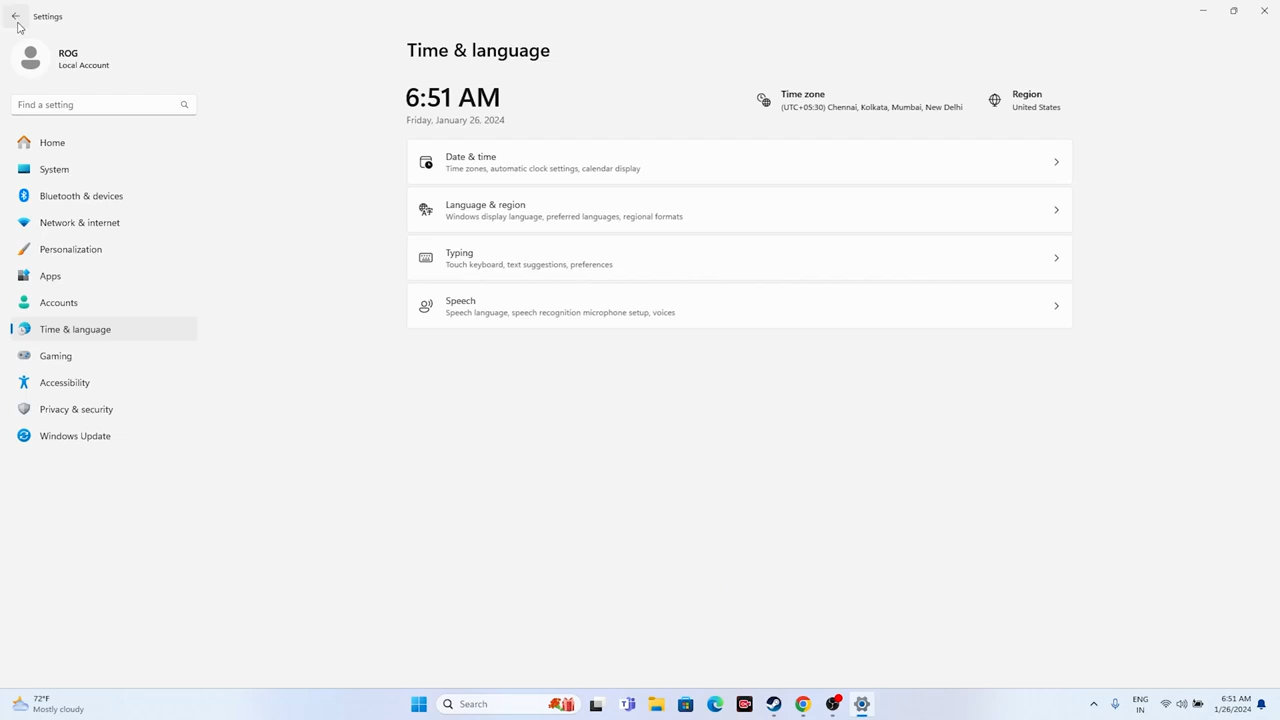 Settings
ROG
Local Account
Find a setting
Home
System
Bluetooth & devices
Network & internet
Personalization
Apps
Accounts
Time & language
Gaming
Accessibility
Privacy & security
Windows Update
Time & language
6:51 AM
Friday, January 26, 2024
Time zone
(UTC+05:30) Chennai, Kolkata, Mumbai, New Delhi
Region
United States
Date & time
Time zones, automatic clock settings, calendar display
Language & region
Windows display language, preferred languages, regional formats
Typing
Touch keyboard, text suggestions, preferences
Speech
Speech language, speech recognition microphone setup, voices
72°F
Mostly cloudy
Search
ENG
IN
6:51 AM
1/26/2024